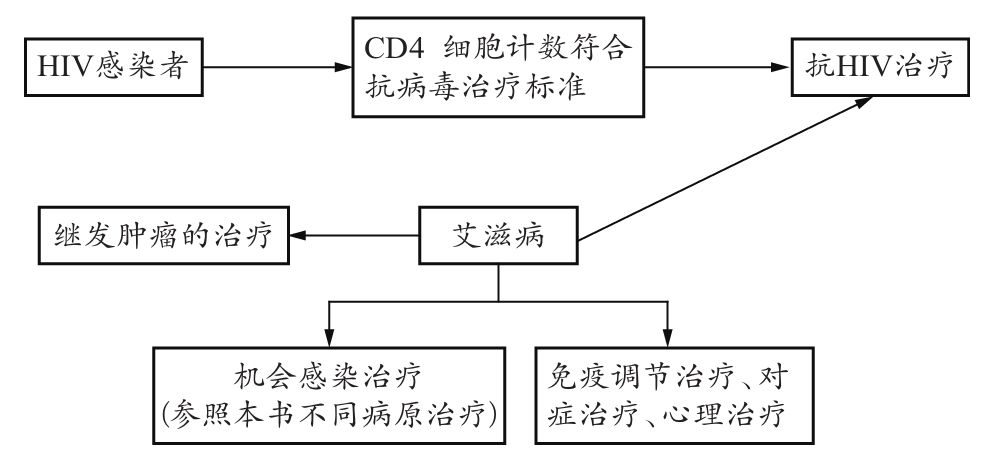 HIV感染者
CD4 细胞计数符合
抗病毒治疗标准
抗HIV治疗
继发肿瘤的治疗
艾滋病
机会感染治疗
(参照本书不同病原治疗)
免疫调节治疗、对
症治疗、心理治疗